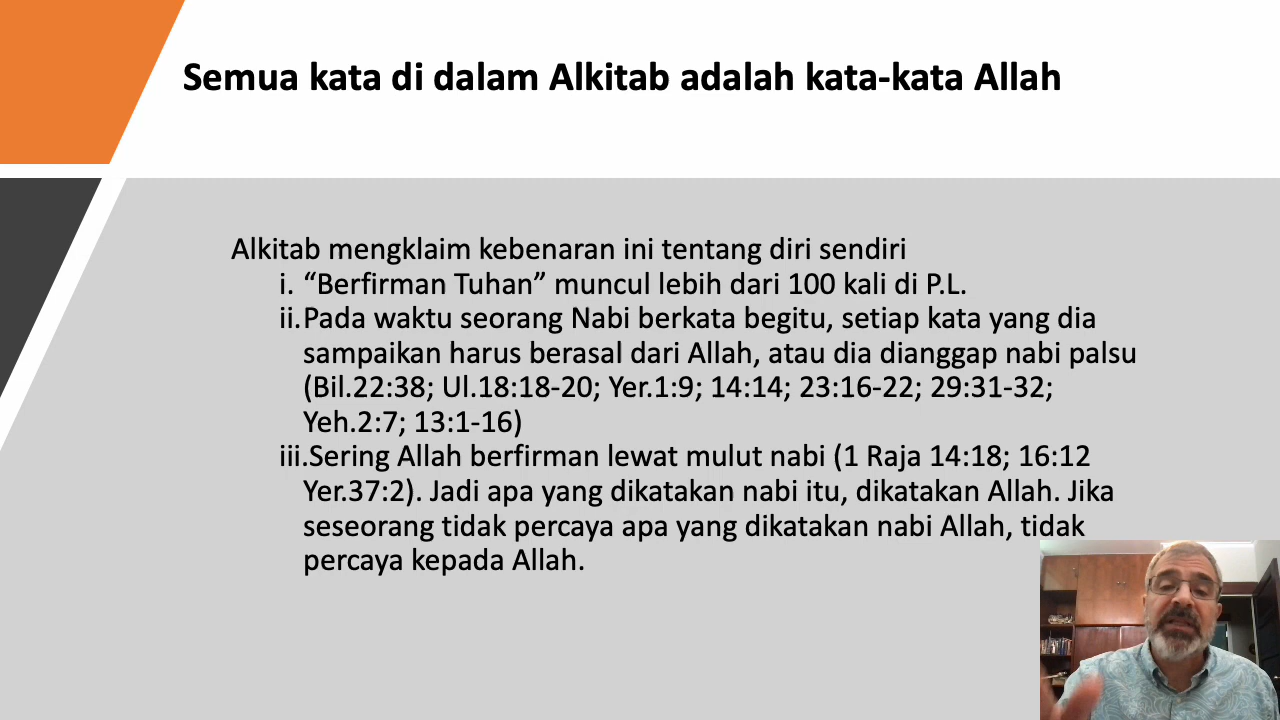 Semua kata di dalam Alkitab adalah kata-kata Allah
Alkitab mengklaim kebenaran ini tentang diri sendiri
i. “Berfirman Tuhan” muncul lebih dari 100 kali di P.L.
ii.Pada waktu seorang Nabi berkata begitu, setiap kata yang dia
sampaikan harus berasal dari Allah, atau dia dianggap nabi palsu
(Bil.22:38; Ul.18:18-20; Yer.1:9; 14:14; 23:16-22; 29:31-32;
Yeh.2:7; 13:1-16)
iii.Sering Allah berfirman lewat mulut nabi (1 Raja 14:18; 16:12
Yer.37:2). Jadi apa yang dikatakan nabi itu, dikatakan Allah. Jika
seseorang tidak percaya apa yang dikatakan nabi Allah, tidak
percaya kepada Allah.